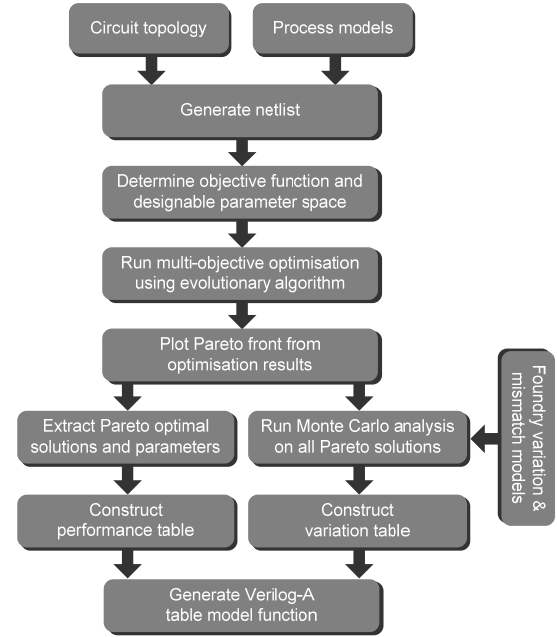 Circuit topology
Process models
Generate netlist
Determine objective function and
designable parameter space
Run multi-objective optimisation
using evolutionary algorithm
Plot Pareto front from
optimisation results
Extract Pareto optimal
solutions and parameters
Run Monte Carlo analysis
on all Pareto solutions
Foundry variation &
mismatch models
Construct
performance table
Construct
variation table
Generate Verilog-A
table model function